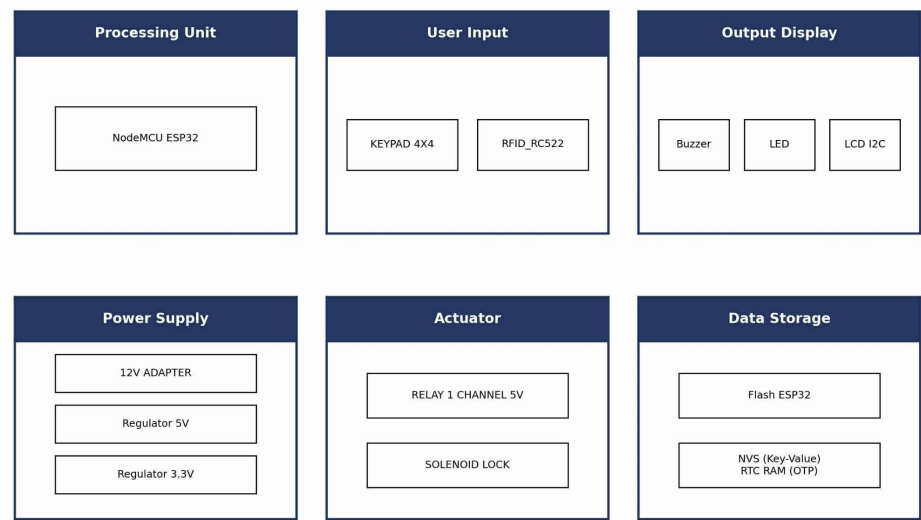 Processing Unit
NodeMCU ESP32
User Input
KEYPAD 4X4
RFID_RC522
Output Display
Buzzer
LED
LCD I2C
Power Supply
12V ADAPTER
Regulator 5V
Regulator 3.3V
Actuator
RELAY 1 CHANNEL 5V
SOLENOID LOCK
Data Storage
Flash ESP32
NVS (Key-Value)
RTC RAM (OTP)